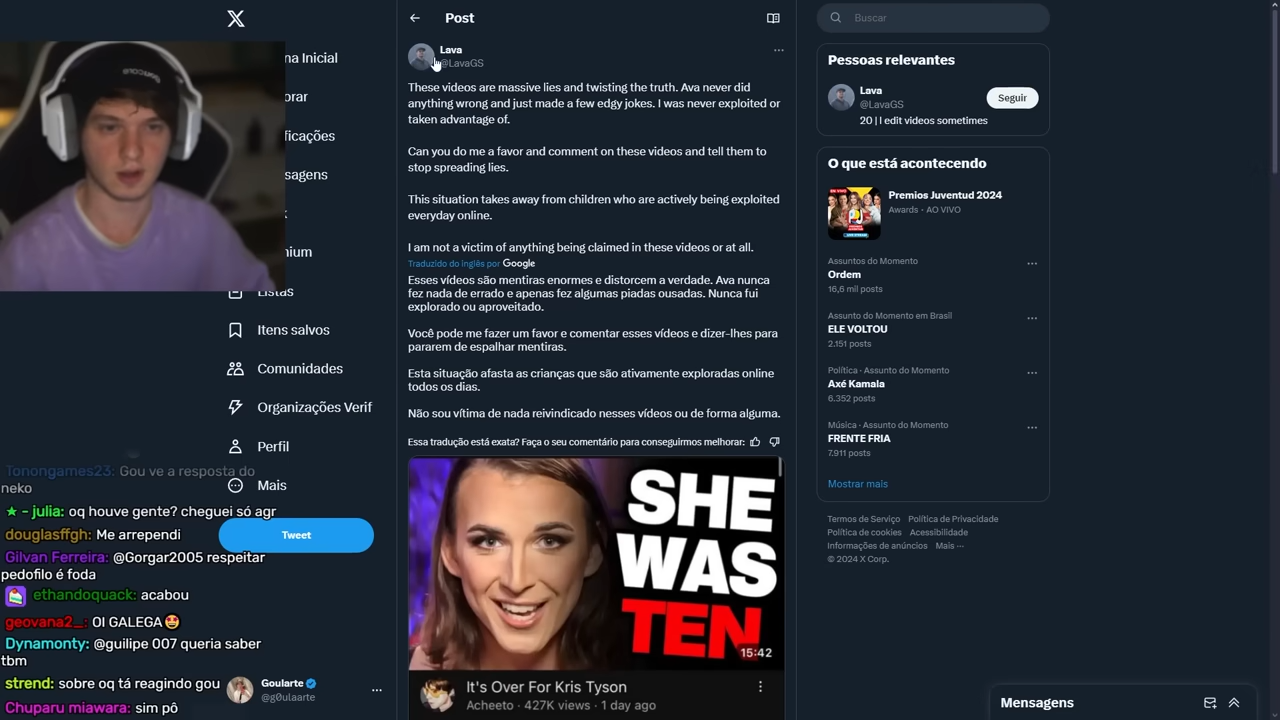 Post
Buscar
Lava
@LavaGS
These videos are massive lies and twisting the truth. Ava never did
anything wrong and just made a few edgy jokes. I was never exploited or
taken advantage of.
Can you do me a favor and comment on these videos and tell them to
stop spreading lies.
This situation takes away from children who are actively being exploited
everyday online.
I am not a victim of anything being claimed in these videos or at all.
Traduzido do inglês por Google
Esses vídeos são mentiras enormes e distorcem a verdade. Ava nunca
fez nada de errado e apenas fez algumas piadas ousadas. Nunca fui
explorado ou aproveitado.
Você pode me fazer um favor e comentar esses vídeos e dizer-lhes para
pararem de espalhar mentiras.
Esta situação afasta as crianças que são ativamente exploradas online
todos os dias.
Não sou vítima de nada reivindicado nesses vídeos ou de forma alguma.
Essa tradução está exata? Faça o seu comentário para conseguirmos melhorar:
SHE
WAS
TEN
15:42
It's Over For Kris Tyson
Acheeto · 427K views · 1 day ago
na Inicial
orar
ificações
sagens
k
nium
Listas
Itens salvos
Comunidades
Organizações Verif
Perfil
Mais
Tweet
Goularte
@g0ulaarte
Tonongames23: Gou ve a resposta do
neko
★ - julia: oq houve gente? cheguei só agr
douglasffgh: Me arrependi
Gilvan Ferreira: @Gorgar2005 respeitar
pedofilo é foda
ethandoquack: acabou
geovana2_: OI GALEGA
Dynamonty: @guilipe 007 queria saber
tbm
strend: sobre oq tá reagindo gou
Chuparu miawara: sim pô
Pessoas relevantes
Lava
@LavaGS
Seguir
20 | I edit videos sometimes
O que está acontecendo
Premios Juventud 2024
Awards · AO VIVO
Assuntos do Momento
Ordem
16,6 mil posts
Assunto do Momento em Brasil
ELE VOLTOU
2.151 posts
Política · Assunto do Momento
Axé Kamala
6.352 posts
Música · Assunto do Momento
FRENTE FRIA
7.911 posts
Mostrar mais
Termos de Serviço Política de Privacidade
Política de cookies Acessibilidade
Informações de anúncios Mais ···
© 2024 X Corp.
Mensagens